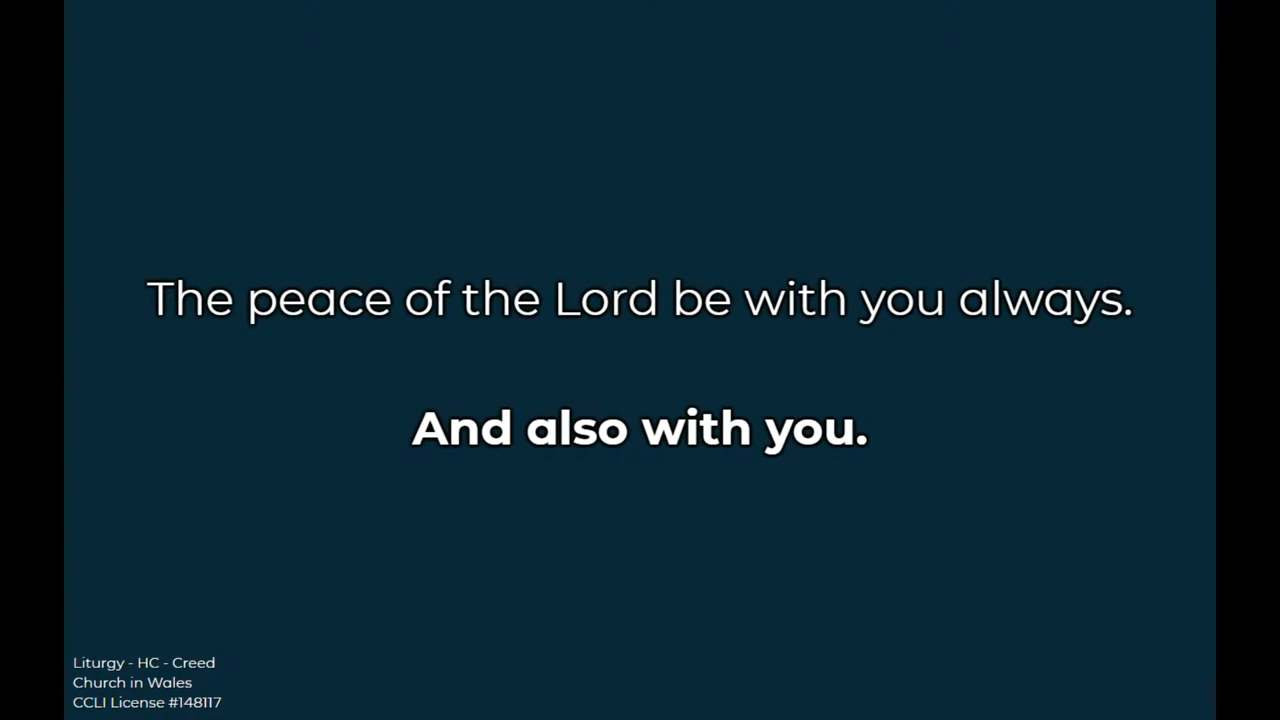 The peace of the Lord be with you always.
And also with you.
Liturgy - HC - Creed
Church in Wales
CCLI License #148117